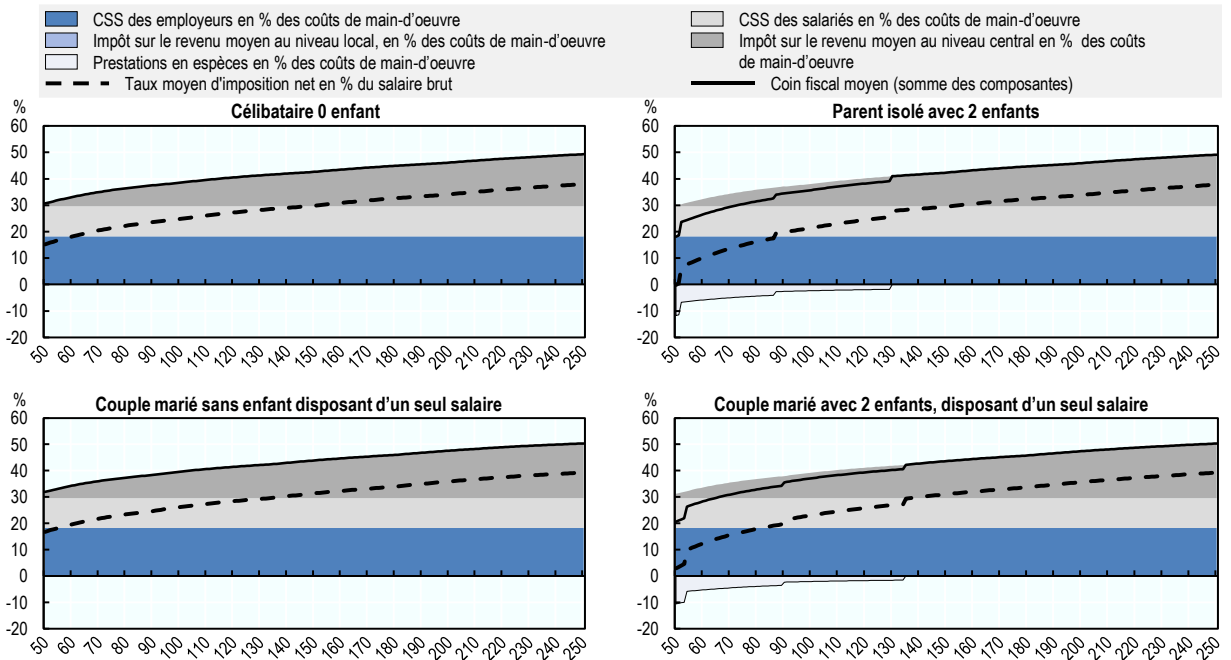 CSS des employeurs en % des coûts de main-d'oeuvre
CSS des salariés en % des coûts de main-d'oeuvre
Impôt sur le revenu moyen au niveau local, en % des coûts de main-d'oeuvre
Impôt sur le revenu moyen au niveau central en % des coûts
de main-d'oeuvre
Prestations en espèces en % des coûts de main-d'oeuvre
Taux moyen d'imposition net en % du salaire brut
Coin fiscal moyen (somme des composantes)
Célibataire 0 enfant
%
60
50
40
30
20
10
0
-10
-20
50 60 70 80 90 100 110 120 130 140 150 160 170 180 190 200 210 220 230 240 250
Parent isolé avec 2 enfants
%
60
50
40
30
20
10
0
-10
-20
50 60 70 80 90 100 110 120 130 140 150 160 170 180 190 200 210 220 230 240 250
Couple marié sans enfant disposant d’un seul salaire
%
60
50
40
30
20
10
0
-10
-20
50 60 70 80 90 100 110 120 130 140 150 160 170 180 190 200 210 220 230 240 250
Couple marié avec 2 enfants, disposant d’un seul salaire
%
60
50
40
30
20
10
0
-10
-20
50 60 70 80 90 100 110 120 130 140 150 160 170 180 190 200 210 220 230 240 250